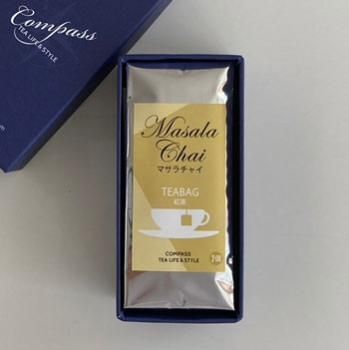 Compass
TEA LIFE & STYLE
Masala
Chai
マサラチャイ
TEABAG
紅茶
COMPASS
TEA LIFE & STYLE